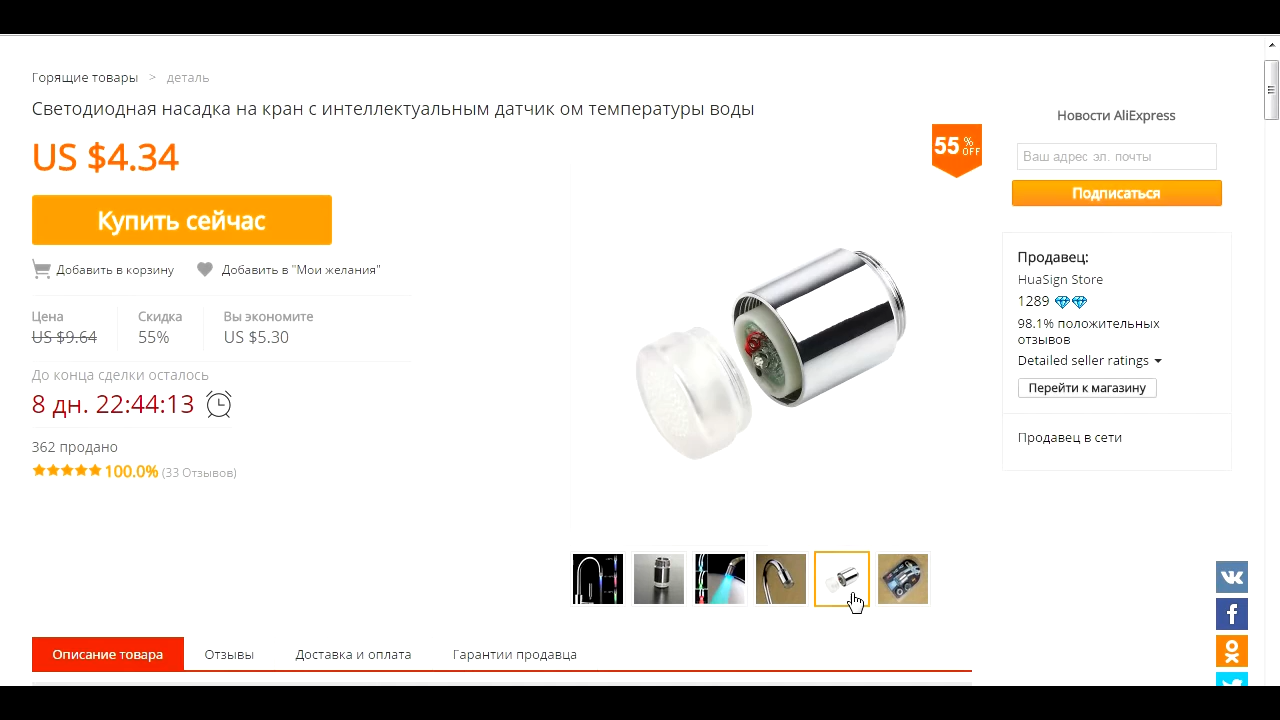 Горящие товары > деталь
Светодиодная насадка на кран с интеллектуальным датчик ом температуры воды
US $4.34
Купить сейчас
Добавить в корзину
Добавить в "Мои желания"
Цена
Скидка
Вы экономите
US $9.64
55%
US $5.30
До конца сделки осталось
8 дн. 22:44:13
362 продано
100.0% (33 Отзывов)
55 % OFF
Новости AliExpress
Ваш адрес эл. почты
Подписаться
Продавец:
HuaSign Store
1289
98.1% положительных
отзывов
Detailed seller ratings
Перейти к магазину
Продавец в сети
Описание товара
Отзывы
Доставка и оплата
Гарантии продавца